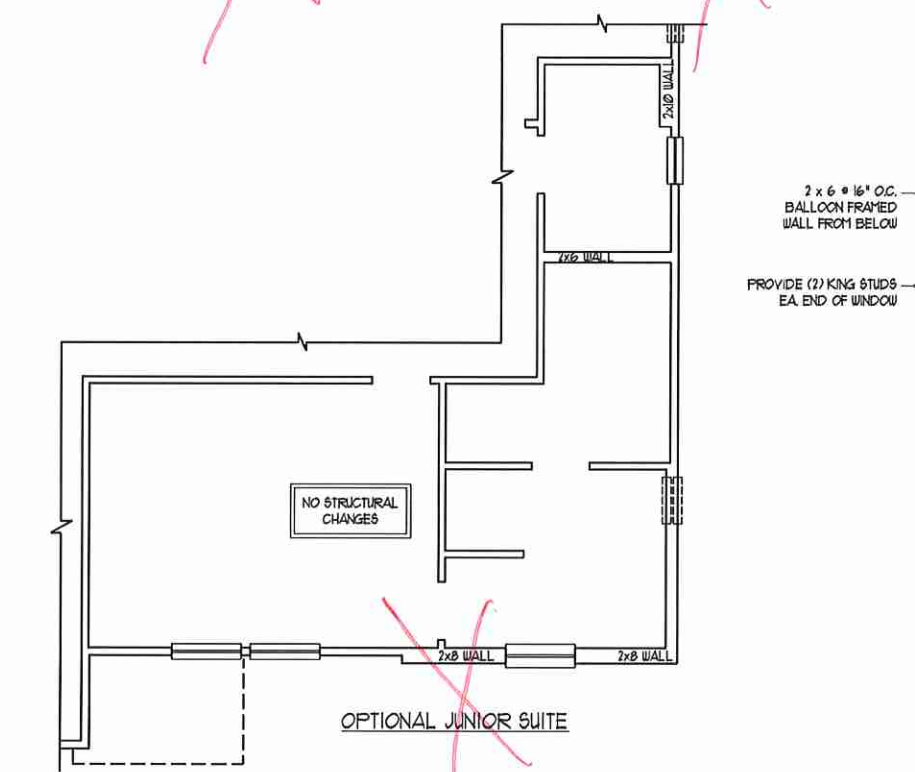 2x10 WALL
2 x 6 @ 16" O.C.
BALLOON FRAMED
WALL FROM BELOW
2x6 WALL
PROVIDE (2) KING STUDS
EA. END OF WINDOW
NO STRUCTURAL
CHANGES
2x8 WALL
2x8 WALL
OPTIONAL JUNIOR SUITE